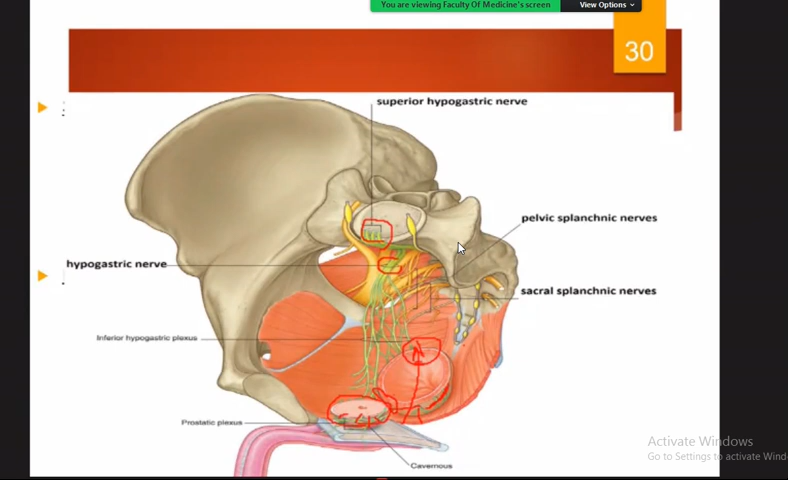 You are viewing Faculty Of Medicine's screen
View Options
30
:
superior hypogastric nerve
pelvic splanchnic nerves
hypogastric nerve
.
sacral splanchnic nerves
Inferior hypogastric plexus
Prostatic plexus
Cavernous
Activate Windows
Go to Settings to activate Wind